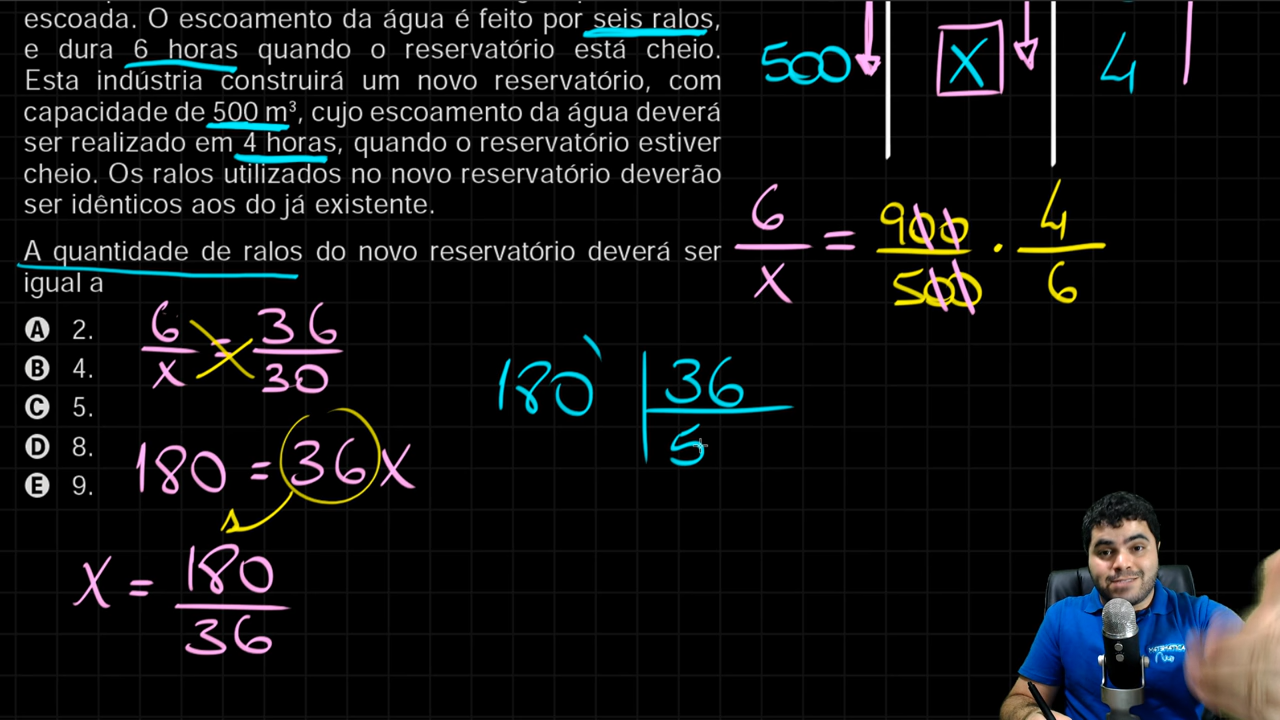 escoada. O escoamento da água é feito por seis ralos,
e dura 6 horas quando o reservatório está cheio.
Esta indústria construirá um novo reservatório, com
capacidade de 500 m³, cujo escoamento da água deverá
ser realizado em 4 horas, quando o reservatório estiver
cheio. Os ralos utilizados no novo reservatório deverão
ser idênticos aos do já existente.
A quantidade de ralos do novo reservatório deverá ser
igual a
A 2.
B 4.
C 5.
D 8.
E 9.
500 X 4
6/x = 900/500 · 4/6
6/x = 36/30
180 = 36x
x = 180/36
180 36
5
MATEMÁTICA